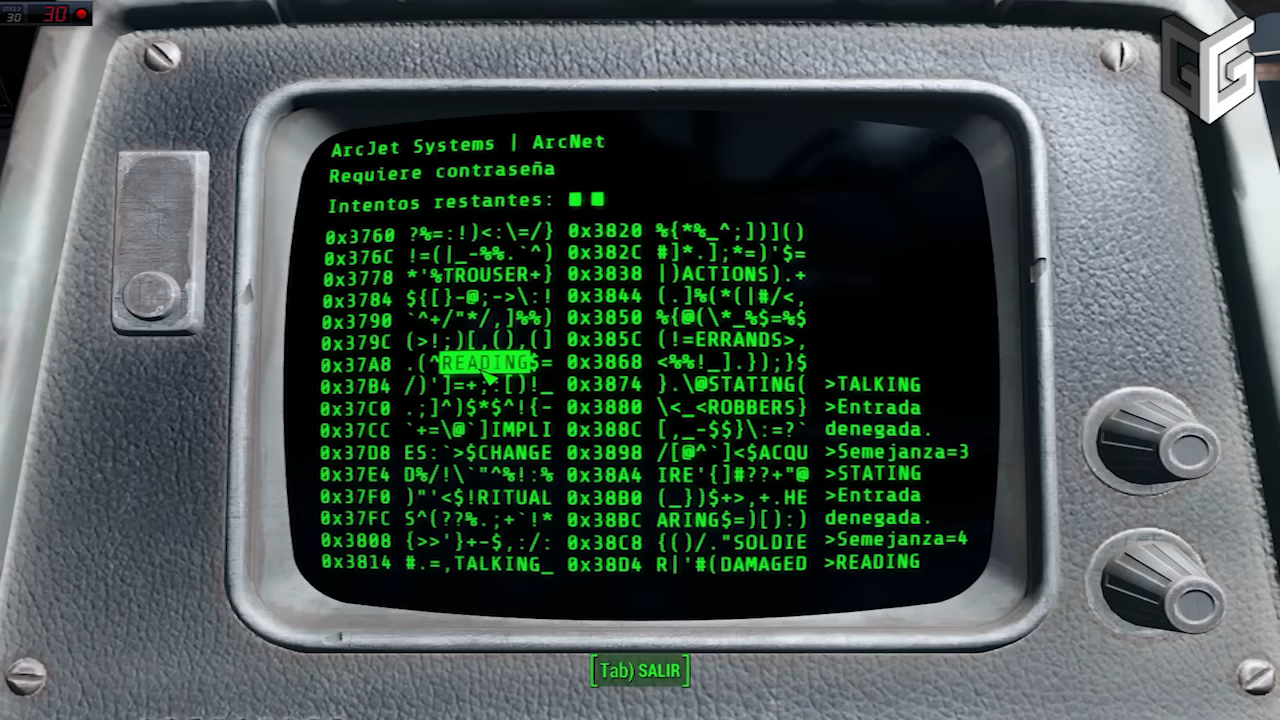 30
30
ArcJet Systems | ArcNet
Requiere contraseña
Intentos restantes:
0x3760 ?%=:!)<:\=/} 0x3820 %{*%_^;])]()
0x376C !=(|_-%%.`^) 0x382C #]*.];*=)'$=
0x3778 *'%TROUSER+} 0x3838 |)ACTIONS).+
0x3784 ${[}-@;->\:! 0x3844 (.]%(*(|#/<,
0x3790 `^+/"*/,]%%) 0x3850 %{@(\*_%$=%$
0x379C (>!;)[,(),(] 0x385C (!=ERRANDS>,
0x37A8 .(^READING$= 0x3868 <%%!_].});}$
0x37B4 /)']=+;:[)!_ 0x3874 }.\@STATING( >TALKING
0x37C0 .;]^)$*$^!{- 0x3880 \<_<ROBBERS} >Entrada
0x37CC `+=\@`]IMPLI 0x388C [,_-$$}\:=?` denegada.
0x37D8 ES:`>$CHANGE 0x3898 /[@^`]<$ACQU >Semejanza=3
0x37E4 D%/!\`"^%!:% 0x38A4 IRE'{]#??+"@ >STATING
0x37F0 )"'<$!RITUAL 0x38B0 (_})$+>,+.HE >Entrada
0x37FC S^(??%.;+`!* 0x38BC ARING$=)[):) denegada.
0x3808 {>>'}+-$,:/: 0x38C8 {()/."SOLDIE >Semejanza=4
0x3814 #.=,TALKING_ 0x38D4 R|'#(DAMAGED >READING
[Tab) SALIR]